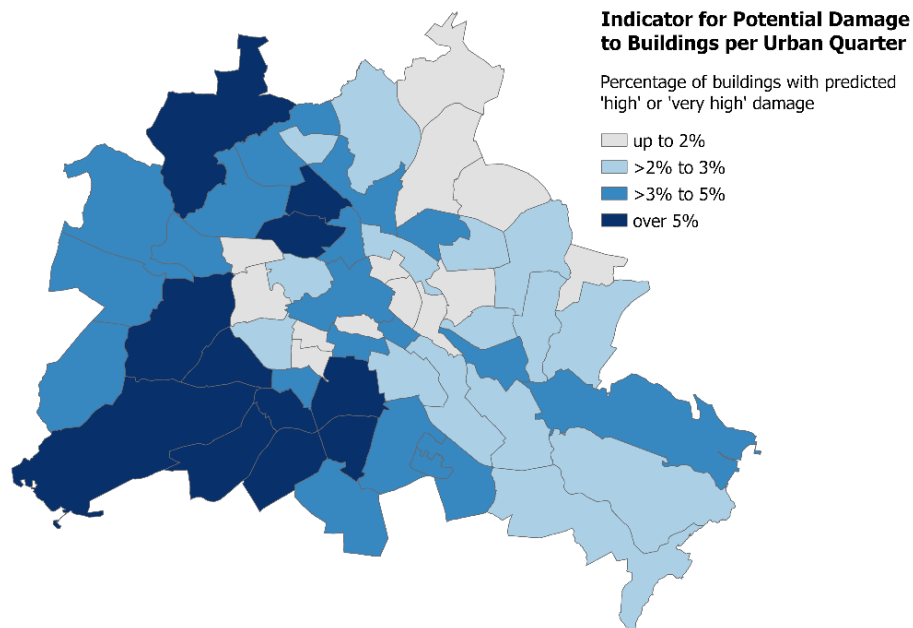 Indicator for Potential Damage
to Buildings per Urban Quarter
Percentage of buildings with predicted
'high' or 'very high' damage
up to 2%
>2% to 3%
>3% to 5%
over 5%